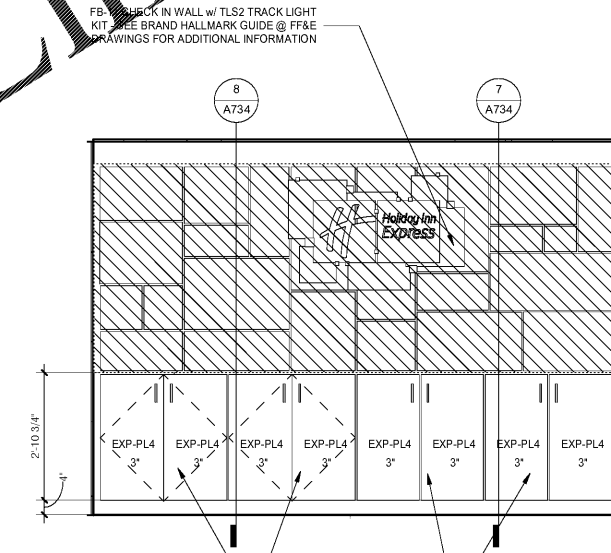 FB-1 CHECK IN WALL w/ TLS2 TRACK LIGHT
KIT - SEE BRAND HALLMARK GUIDE @ FF&E
DRAWINGS FOR ADDITIONAL INFORMATION
8
A734
7
A734
Holiday Inn
Express
2'-10 3/4"
4"
EXP-PL4
3"
EXP-PL4
3"
EXP-PL4
3"
EXP-PL4
3"
EXP-PL4
3"
EXP-PL4
3"
EXP-PL4
3"
EXP-PL4
3"